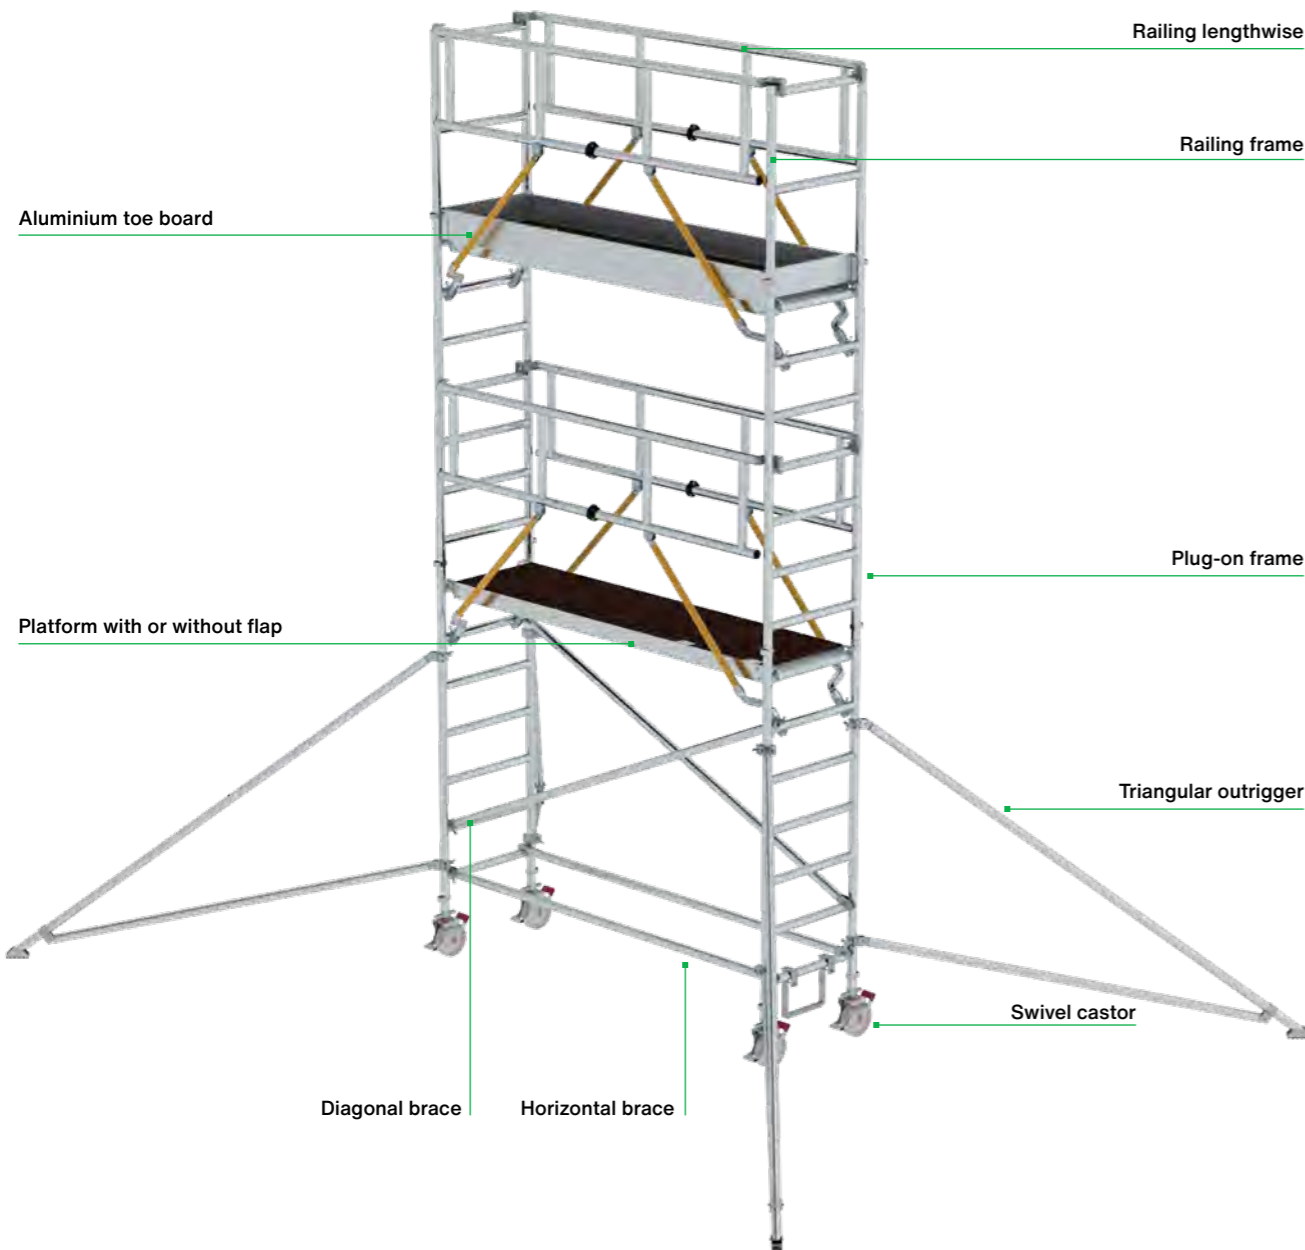 Railing lengthwise
Railing frame
Aluminium toe board
Plug-on frame
Platform with or without flap
Triangular outrigger
Swivel castor
Diagonal brace
Horizontal brace